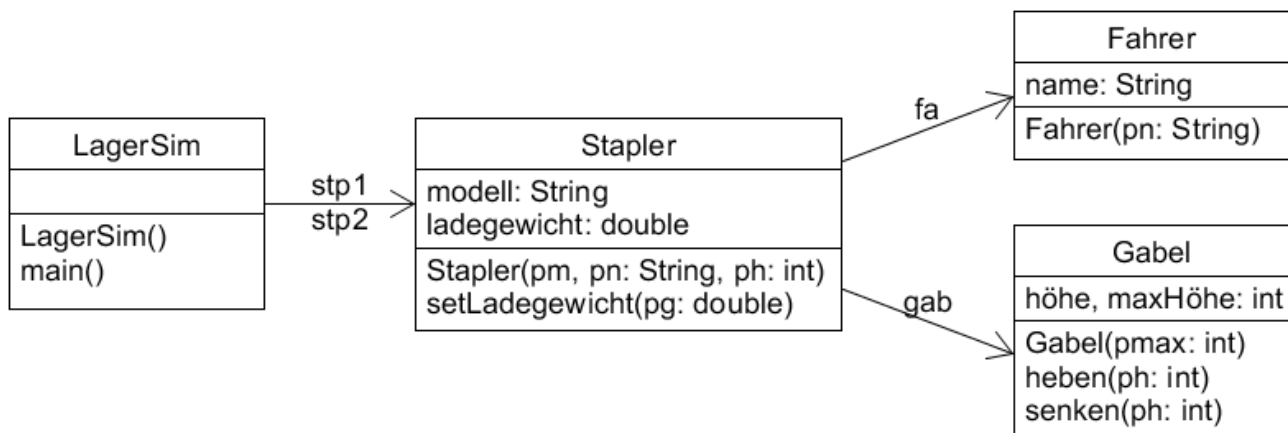 LagerSim
LagerSim()
main()
stp1
stp2
Stapler
modell: String
ladegewicht: double
Stapler(pm, pn: String, ph: int)
setLadegewicht(pg: double)
fa
gab
Fahrer
name: String
Fahrer(pn: String)
Gabel
höhe, maxHöhe: int
Gabel(pmax: int)
heben(ph: int)
senken(ph: int)